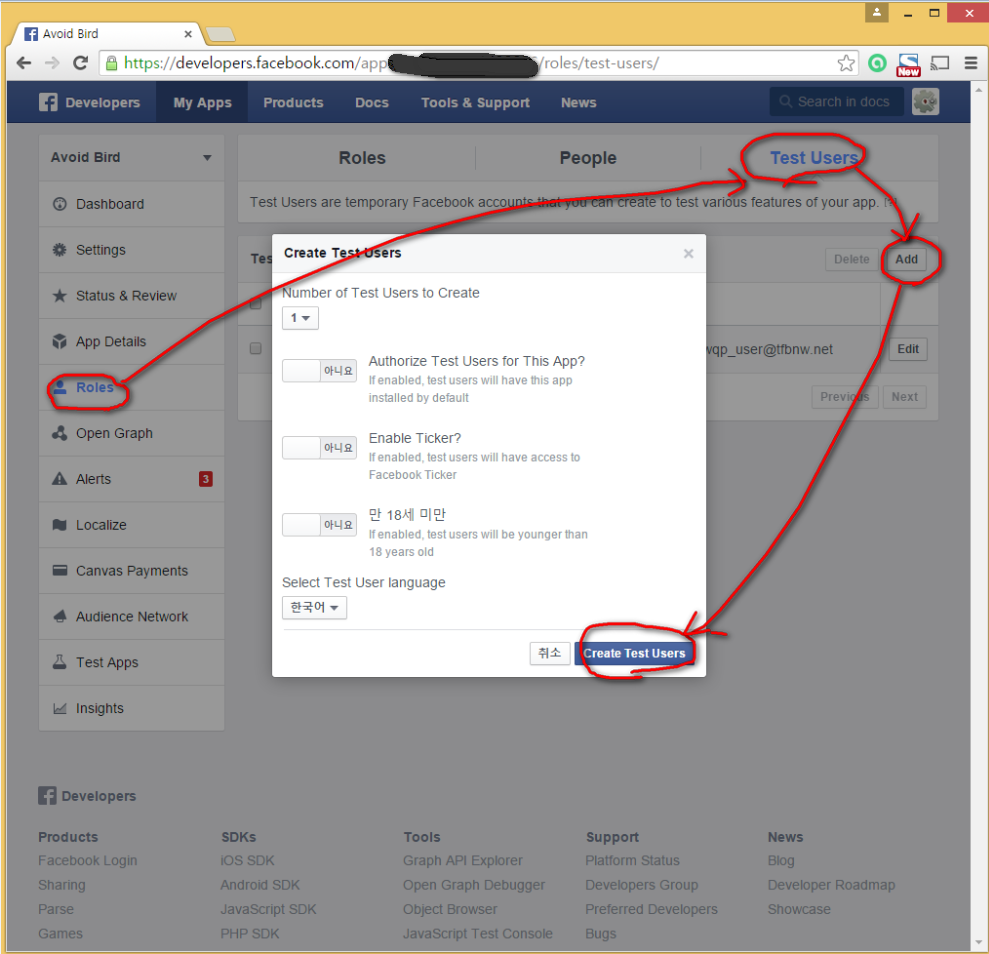 Avoid Bird
https://developers.facebook.com/app
/roles/test-users/
New
Developers
My Apps
Products
Docs
Tools & Support
News
Search in docs
Avoid Bird
Roles
People
Test Users
Test Users are temporary Facebook accounts that you can create to test various features of your app.
Dashboard
Settings
Status & Review
App Details
Roles
Open Graph
Alerts
3
Localize
Canvas Payments
Audience Network
Test Apps
Insights
Delete
Add
wqp_user@tfbnw.net
Edit
Previous
Next
Create Test Users
Number of Test Users to Create
1
아니요
Authorize Test Users for This App?
If enabled, test users will have this app
installed by default
아니요
Enable Ticker?
If enabled, test users will have access to
Facebook Ticker
아니요
만 18세 미만
If enabled, test users will be younger than
18 years old
Select Test User language
한국어
취소
Create Test Users
Developers
Products
Facebook Login
Sharing
Parse
Games
SDKs
iOS SDK
Android SDK
JavaScript SDK
PHP SDK
Tools
Graph API Explorer
Open Graph Debugger
Object Browser
JavaScript Test Console
Support
Platform Status
Developers Group
Preferred Developers
Bugs
News
Blog
Developer Roadmap
Showcase